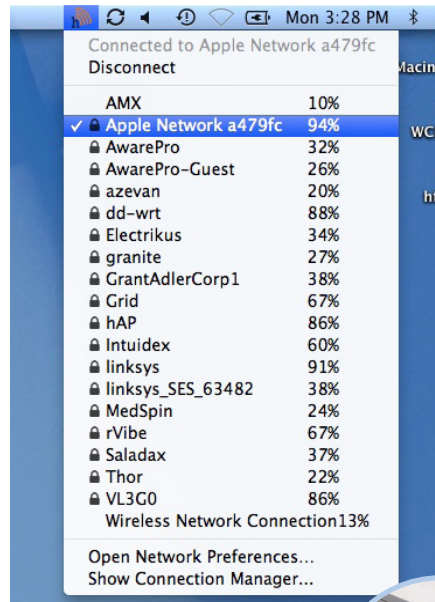 h Mon 3:28 PM
Connected to Apple Network a479fc
Disconnect
Macin
AMX 10%
✓ Apple Network a479fc 94%
WC
AwarePro 32%
AwarePro-Guest 26%
azevan 20%
h
dd-wrt 88%
Electrikus 34%
granite 27%
GrantAdlerCorp1 38%
Grid 67%
hAP 86%
Intuidex 60%
linksys 91%
linksys_SES_63482 38%
MedSpin 24%
rVibe 67%
Saladax 37%
Thor 22%
VL3G0 86%
Wireless Network Connection13%
Open Network Preferences...
Show Connection Manager...